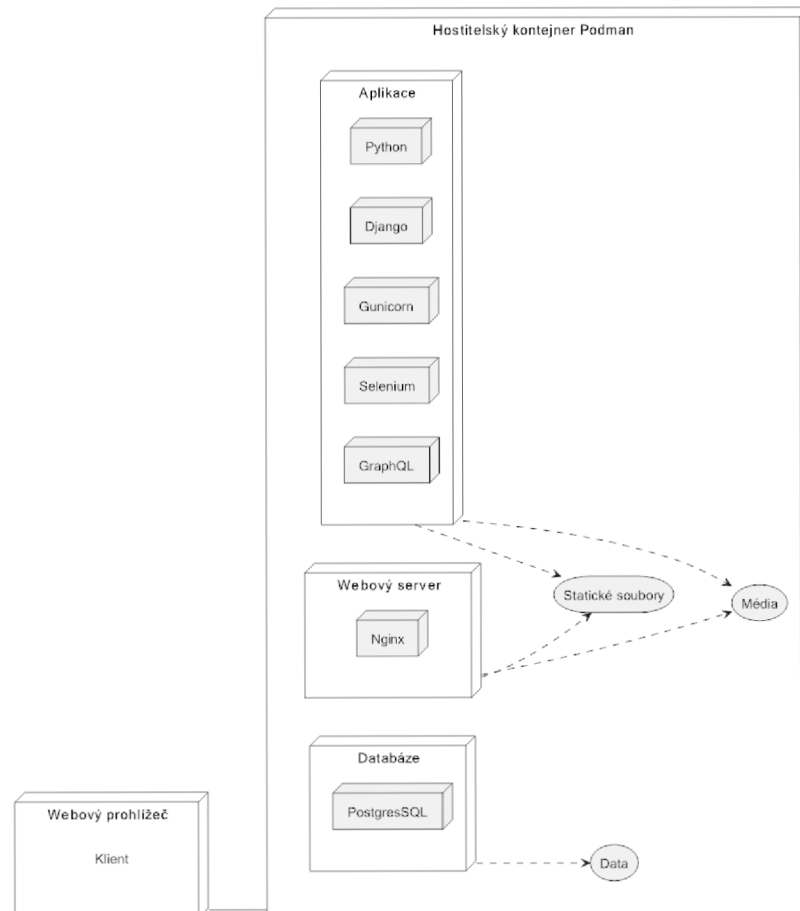 Hostitelský kontejner Podman
Aplikace
Python
Django
Gunicorn
Selenium
GraphQL
Webový server
Nginx
Statické soubory
Média
Databáze
PostgresSQL
Data
Webový prohlížeč
Klient